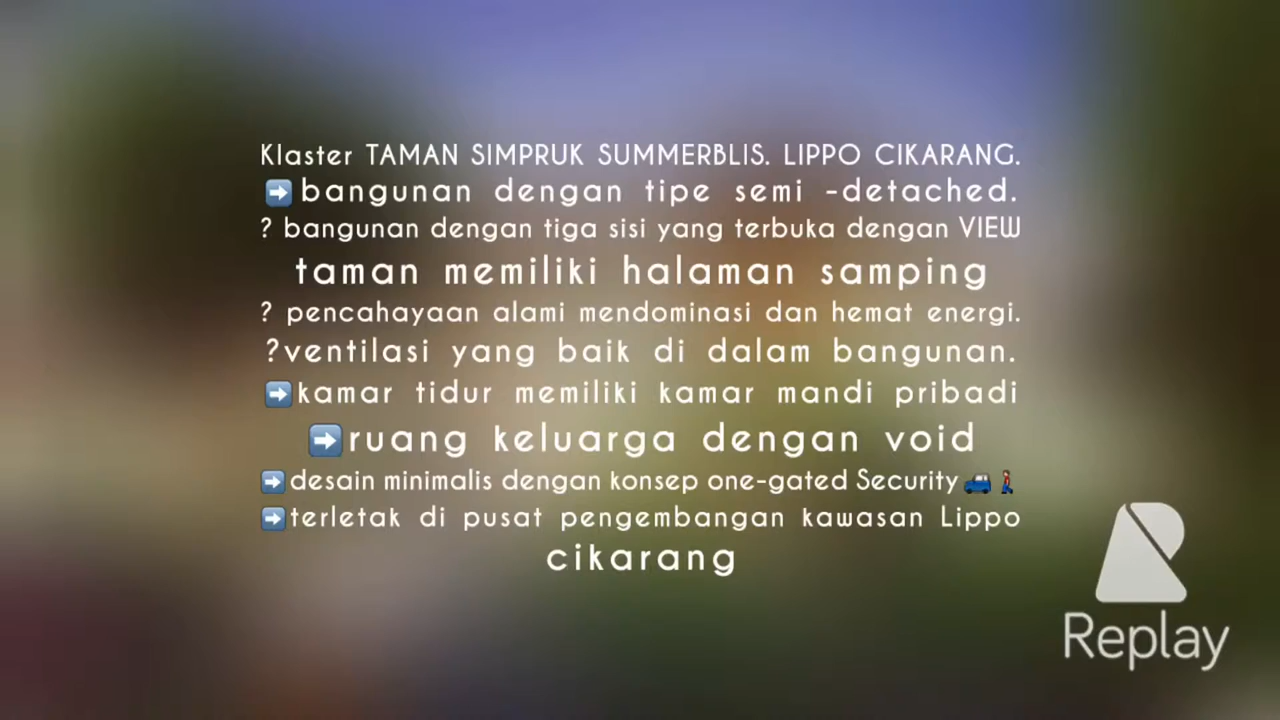 Klaster TAMAN SIMPRUK SUMMERBLIS. LIPPO CIKARANG.
➡️bangunan dengan tipe semi -detached.
? bangunan dengan tiga sisi yang terbuka dengan VIEW
taman memiliki halaman samping
? pencahayaan alami mendominasi dan hemat energi.
?ventilasi yang baik di dalam bangunan.
➡️kamar tidur memiliki kamar mandi pribadi
➡️ruang keluarga dengan void
➡️desain minimalis dengan konsep one-gated Security🚙🚶
➡️terletak di pusat pengembangan kawasan Lippo
cikarang
Replay